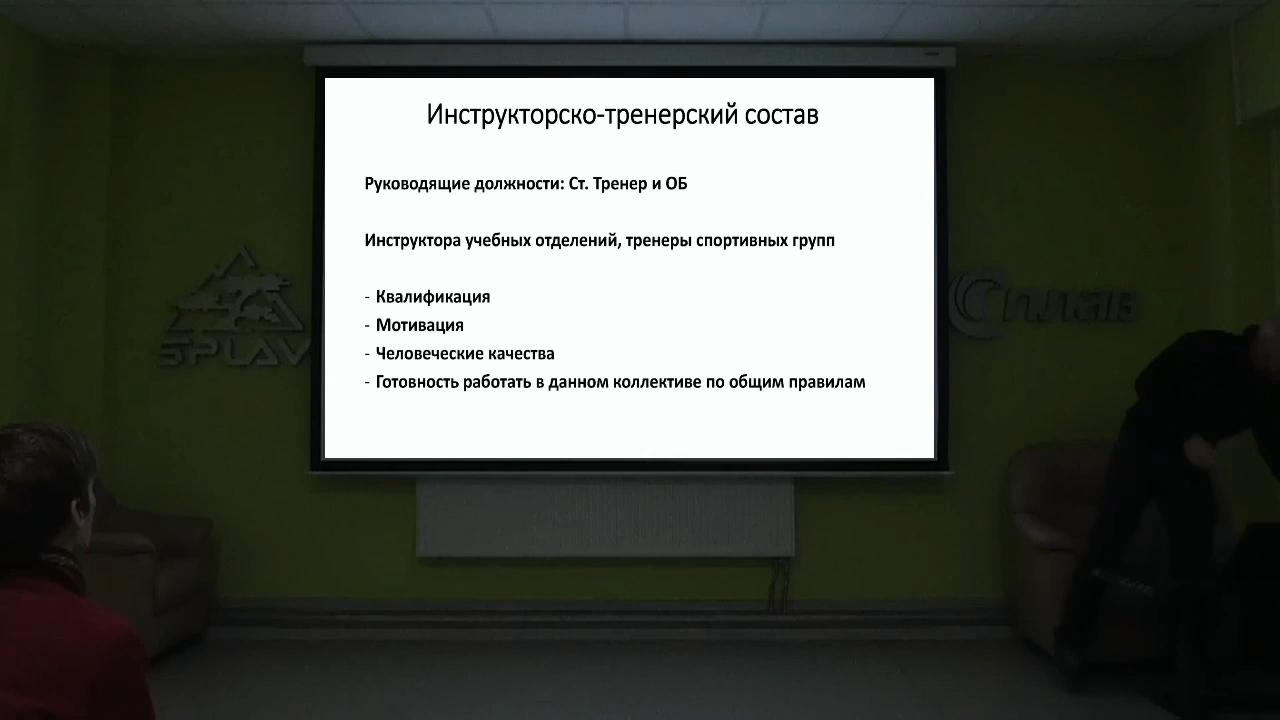 Инструкторско-тренерский состав
Руководящие должности: Ст. Тренер и ОБ
Инструктора учебных отделений, тренеры спортивных групп
- Квалификация
- Мотивация
- Человеческие качества
- Готовность работать в данном коллективе по общим правилам
SPLAV
Сплав